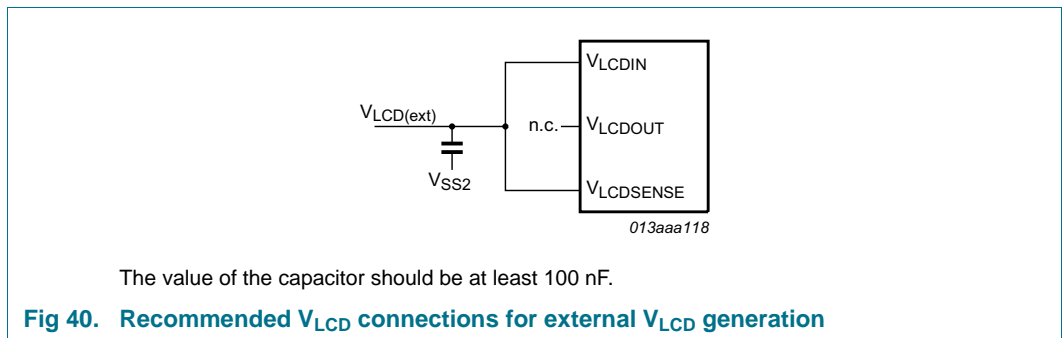 VLCDIN
VLCD(ext)
n.c.
VLCDOUT
VSS2
VLCDSENSE
013aaa118
The value of the capacitor should be at least 100 nF.
Fig 40. Recommended VLCD connections for external VLCD generation